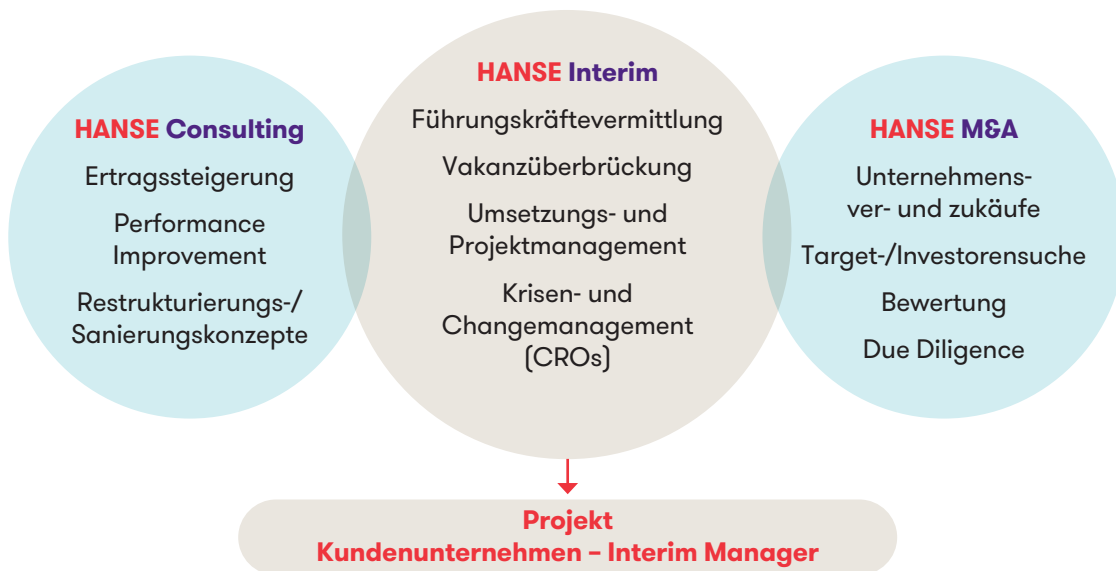 HANSE Consulting
Ertragssteigerung
Performance
Improvement
Restrukturierungs-/
Sanierungskonzepte
HANSE Interim
Führungskräftevermittlung
Vakanzüberbrückung
Umsetzungs- und
Projektmanagement
Krisen- und
Changemanagement
(CROs)
HANSE M&A
Unternehmens-
ver- und zukäufe
Target-/Investorensuche
Bewertung
Due Diligence
Projekt
Kundenunternehmen – Interim Manager